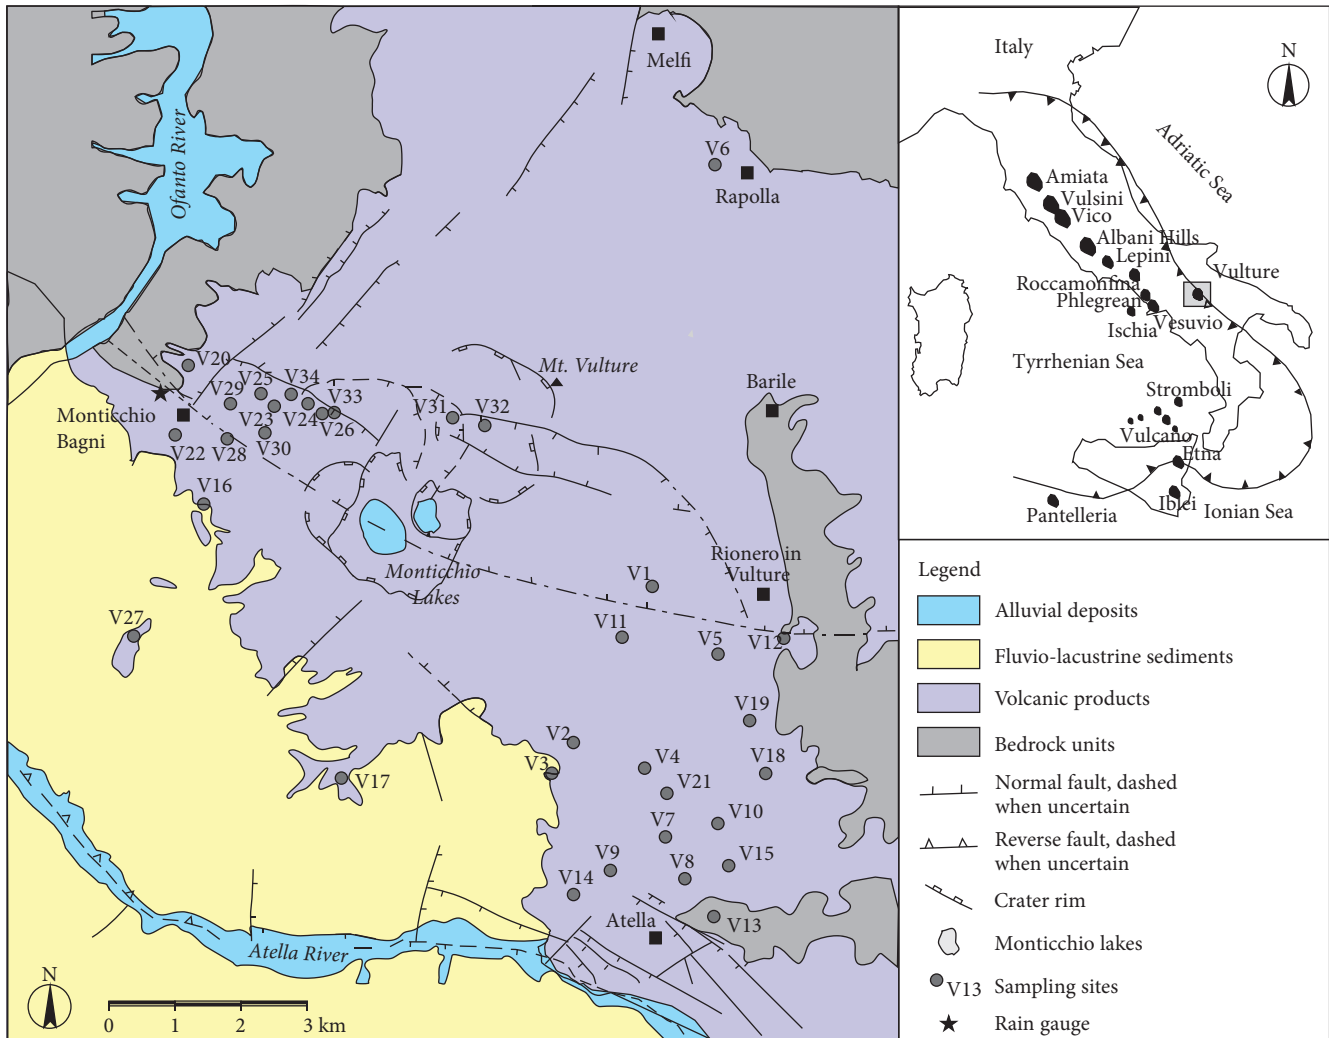 Melfi
V6
Rapolla
Ofanto River
V20
V25
V34
V29
V33
V23
V24
V26
V31
V32
Mt. Vulture
Barile
Monticchio
Bagni
V22
V28
V30
V16
Monticchio
Lakes
Rionero in
Vulture
V1
V27
V11
V5
V12
V19
V2
V3
V4
V18
V17
V21
V10
V7
V9
V8
V15
V14
Atella
V13
Atella River
N
0 1 2 3 km
Italy
N
Adriatic Sea
Amiata
Vulsini
Vico
Albani Hills
Lepini
Roccamonfina
Vulture
Phlegrean
Ischia
Vesuvio
Tyrrhenian Sea
Stromboli
Vulcano
Etna
Iblei
Ionian Sea
Pantelleria
Legend
Alluvial deposits
Fluvio-lacustrine sediments
Volcanic products
Bedrock units
Normal fault, dashed
when uncertain
Reverse fault, dashed
when uncertain
Crater rim
Monticchio lakes
V13 Sampling sites
Rain gauge